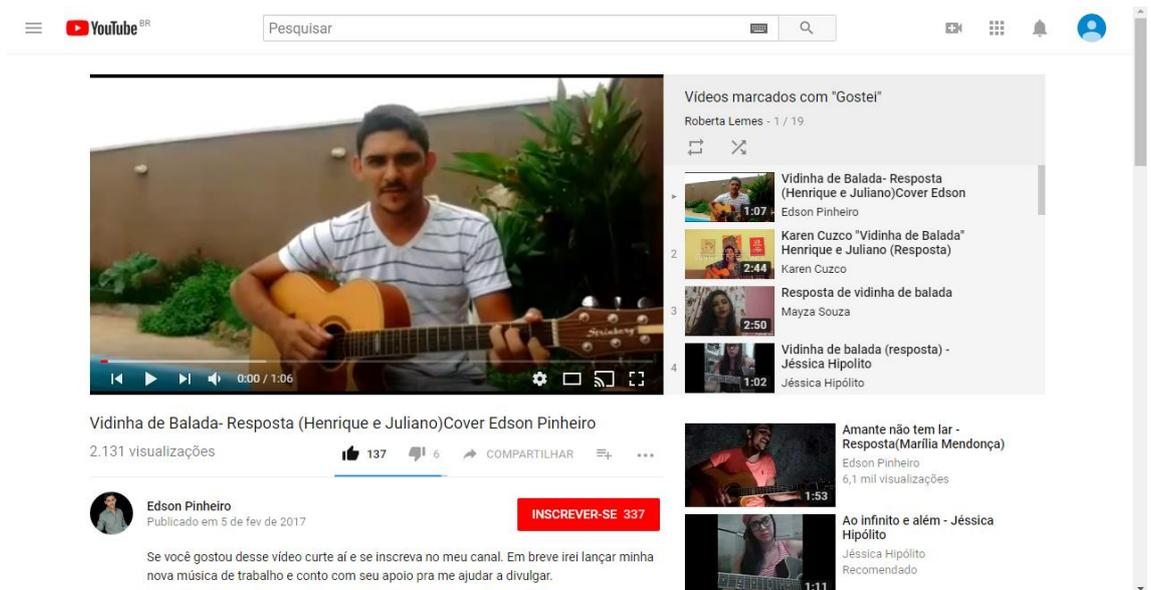 YouTube BR
Pesquisar
1:06
0:00 / 1:06
Vidinha de Balada- Resposta (Henrique e Juliano)Cover Edson Pinheiro
2.131 visualizações
137
6
COMPARTILHAR
Edson Pinheiro
Publicado em 5 de fev de 2017
INSCREVER-SE 337
Se você gostou desse vídeo curte aí e se inscreva no meu canal. Em breve irei lançar minha
nova música de trabalho e conto com seu apoio pra me ajudar a divulgar.
Vídeos marcados com "Gostei"
Roberta Lemes - 1 / 19
Vidinha de Balada- Resposta
(Henrique e Juliano)Cover Edson
Edson Pinheiro
1:07
2
Karen Cuzco "Vidinha de Balada"
Henrique e Juliano (Resposta)
Karen Cuzco
2:44
3
Resposta de vidinha de balada
Mayza Souza
2:50
4
Vidinha de balada (resposta) -
Jéssica Hipolito
Jéssica Hipólito
1:02
Amante não tem lar -
Resposta(Marília Mendonça)
Edson Pinheiro
6,1 mil visualizações
1:53
Ao infinito e além - Jéssica
Hipólito
Jéssica Hipólito
Recomendado
1:11